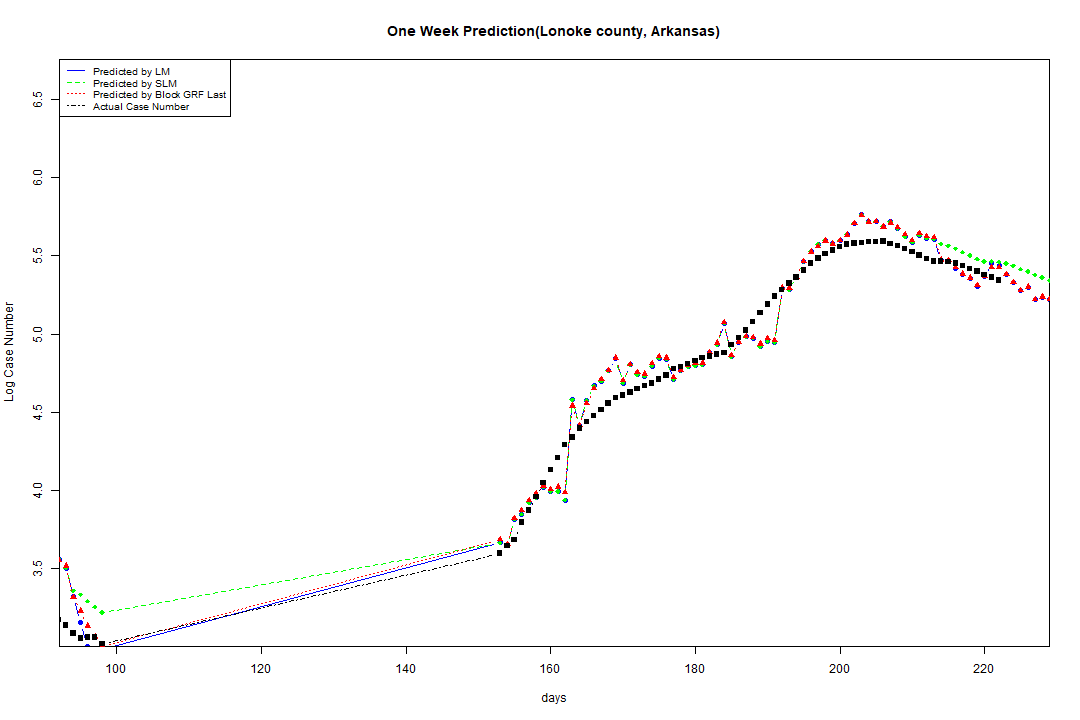 One Week Prediction(Lonoke county, Arkansas)
Predicted by LM
Predicted by SLM
Predicted by Block GRF Last
Actual Case Number
6.5
6.0
5.5
5.0
4.5
4.0
3.5
Log Case Number
100 120 140 160 180 200 220
days